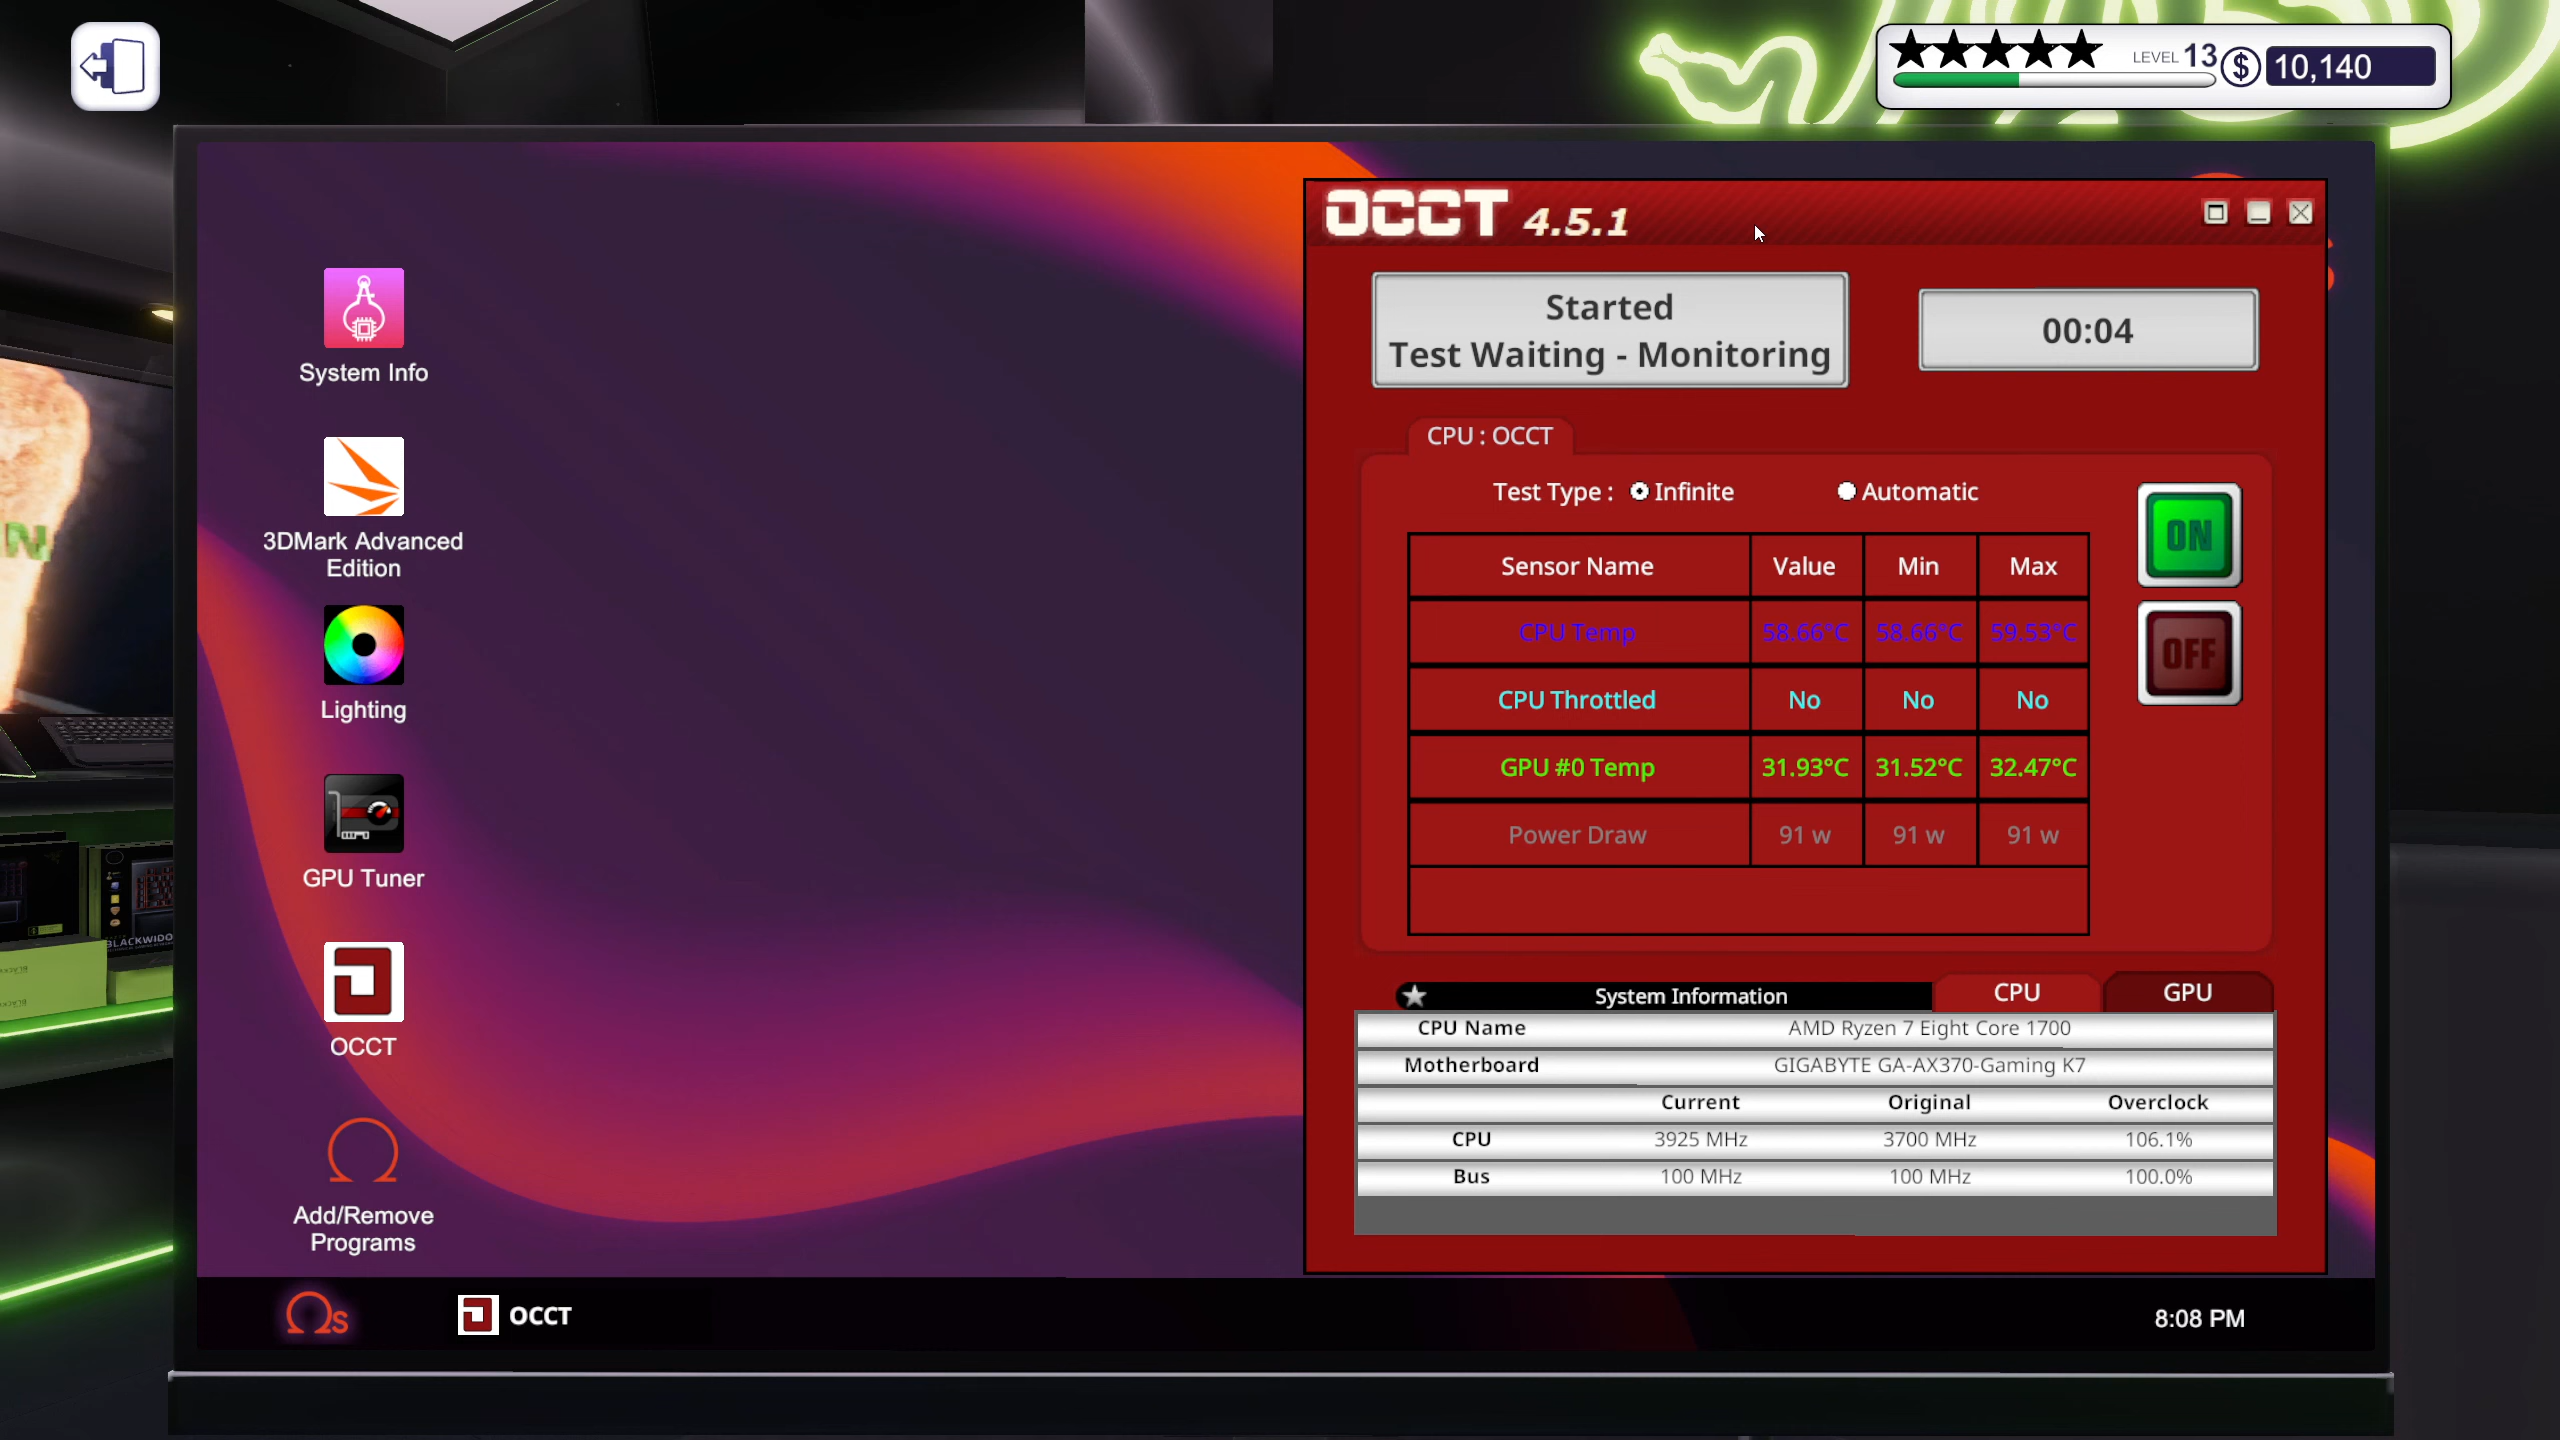 LEVEL 13
$ 10,140
OCCT 4.5.1
Started
Test Waiting - Monitoring
00:04
CPU : OCCT
Test Type : Infinite Automatic
ON
OFF
Sensor Name Value Min Max
CPU Temp 58.66°C 58.66°C 59.53°C
CPU Throttled No No No
GPU #0 Temp 31.93°C 31.52°C 32.47°C
Power Draw 91 w 91 w 91 w
System Information CPU GPU
CPU Name AMD Ryzen 7 Eight Core 1700
Motherboard GIGABYTE GA-AX370-Gaming K7
Current Original Overclock
CPU 3925 MHz 3700 MHz 106.1%
Bus 100 MHz 100 MHz 100.0%
System Info
3DMark Advanced
Edition
Lighting
GPU Tuner
OCCT
Add/Remove
Programs
BLACKWIDO
Ωs
OCCT
8:08 PM